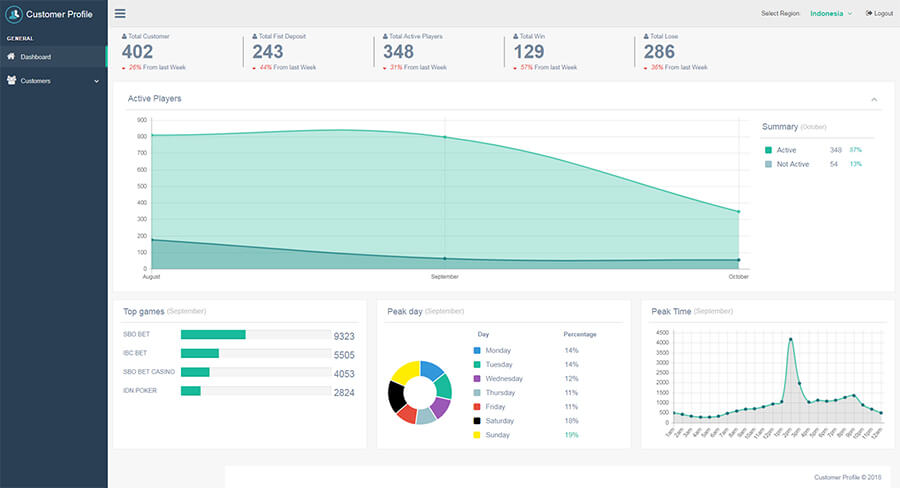 Customer Profile
Select Region: Indonesia
Logout
GENERAL
Dashboard
Customers
Total Customer
402
26% From last Week
Total Fist Deposit
243
44% From last Week
Total Active Players
348
31% From last Week
Total Win
129
57% From last Week
Total Lose
286
36% From last Week
Active Players
900
800
700
600
500
400
300
200
100
0
August
September
October
Summary (October)
Active 348 87%
Not Active 54 13%
Top games (September)
SBO BET 9323
IBC BET 5505
SBO BET CASINO 4053
IDN POKER 2824
Peak day (September)
Day Percentage
Monday 14%
Tuesday 14%
Wednesday 12%
Thursday 11%
Friday 11%
Saturday 18%
Sunday 19%
Peak Time (September)
4500
4000
3500
3000
2500
2000
1500
1000
500
0
1am
2am
3am
4am
5am
6am
7am
8am
9am
10am
11am
12pm
1pm
2pm
3pm
4pm
5pm
6pm
7pm
8pm
9pm
10pm
11pm
12am
Customer Profile © 2018